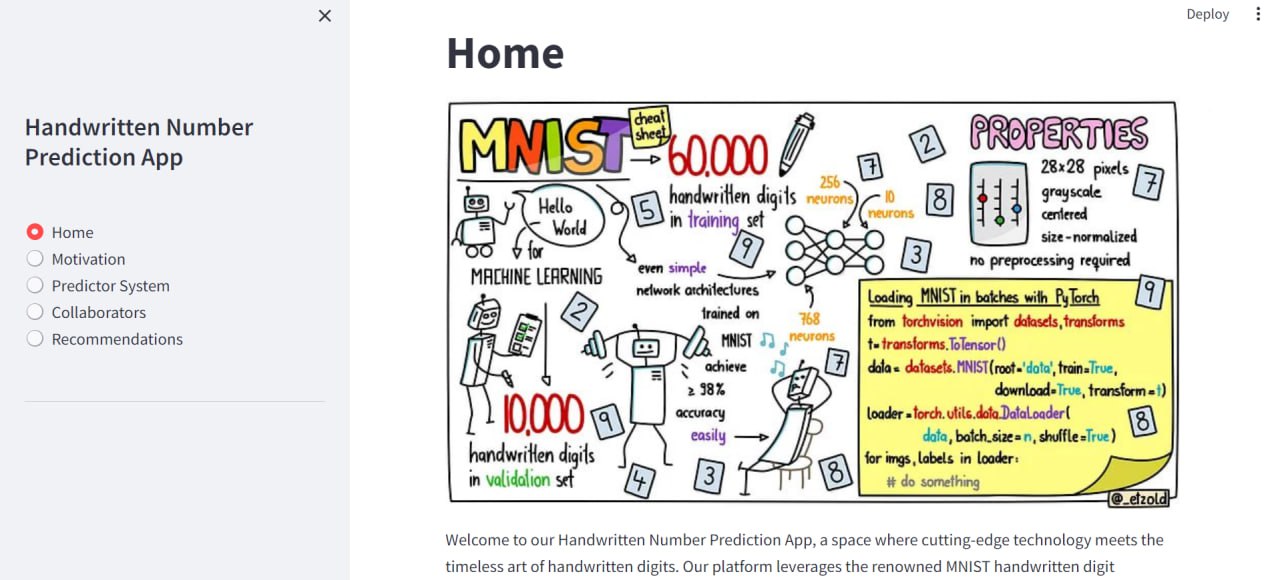 Deploy
Handwritten Number
Prediction App
Home
Motivation
Predictor System
Collaborators
Recommendations
Home
MNIST
cheat
sheet
60.000
handwritten digits
in training set
Hello
World
for
MACHINE LEARNING
10.000
handwritten digits
in validation set
even simple
network architectures
trained on
MNIST
achieve
≥ 98%
accuracy
easily
256
neurons
10
neurons
768
neurons
5
9
2
7
2
8
3
7
9
4
3
8
PROPERTIES
28x28 pixels
grayscale
centered
size-normalized
no preprocessing required
7
9
Loading MNIST in batches with PyTorch
from torchvision import datasets, transforms
t= transforms.ToTensor()
data = datasets.MNIST(root='data', train=True,
download=True, transform=t)
loader = torch.utils.data.DataLoader(
data, batch_size=n, shuffle=True)
for imgs, labels in loader:
# do something
8
@_etzold
Welcome to our Handwritten Number Prediction App, a space where cutting-edge technology meets the
timeless art of handwritten digits. Our platform leverages the renowned MNIST handwritten digit